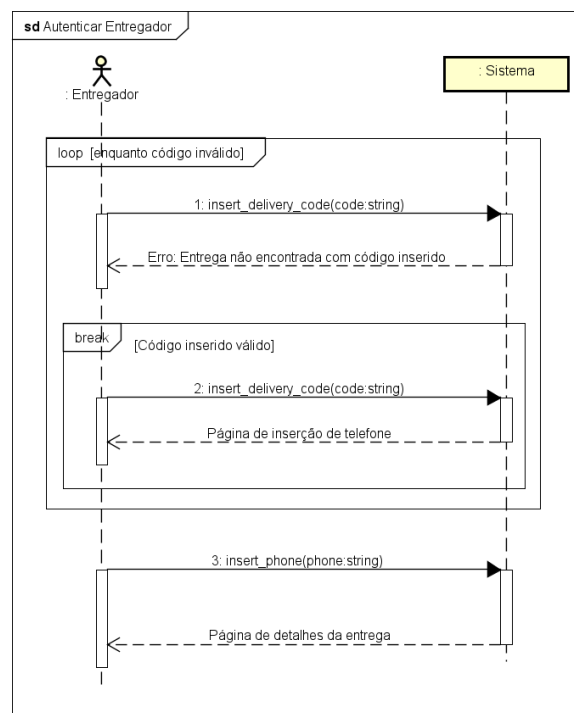 sd Autenticar Entregador
: Entregador
: Sistema
loop [enquanto código inválido]
1: insert_delivery_code(code:string)
Erro: Entrega não encontrada com código inserido
break
[Código inserido válido]
2: insert_delivery_code(code:string)
Página de inserção de telefone
3: insert_phone(phone:string)
Página de detalhes da entrega